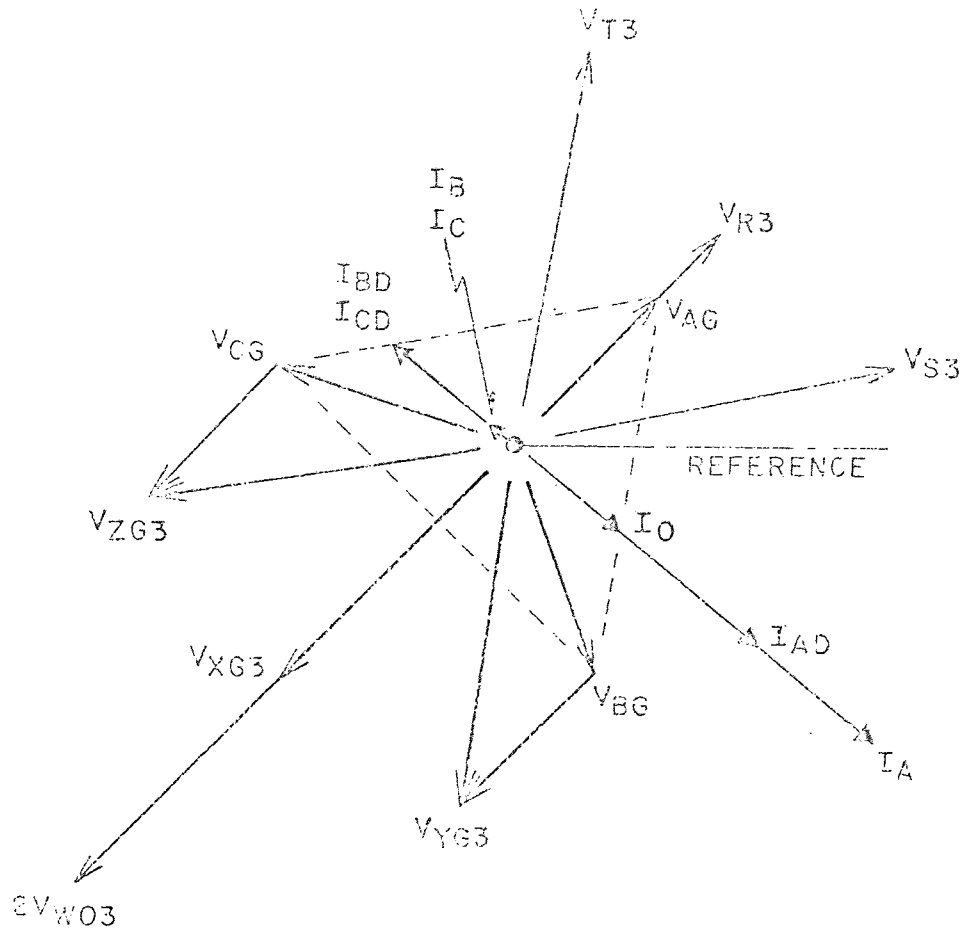 VT3
IB
IC
VR3
IBD
ICD
VAG
VCG
VS3
REFERENCE
VZG3
IO
IAD
VXG3
VBG
IA
VYG3
2VWO3